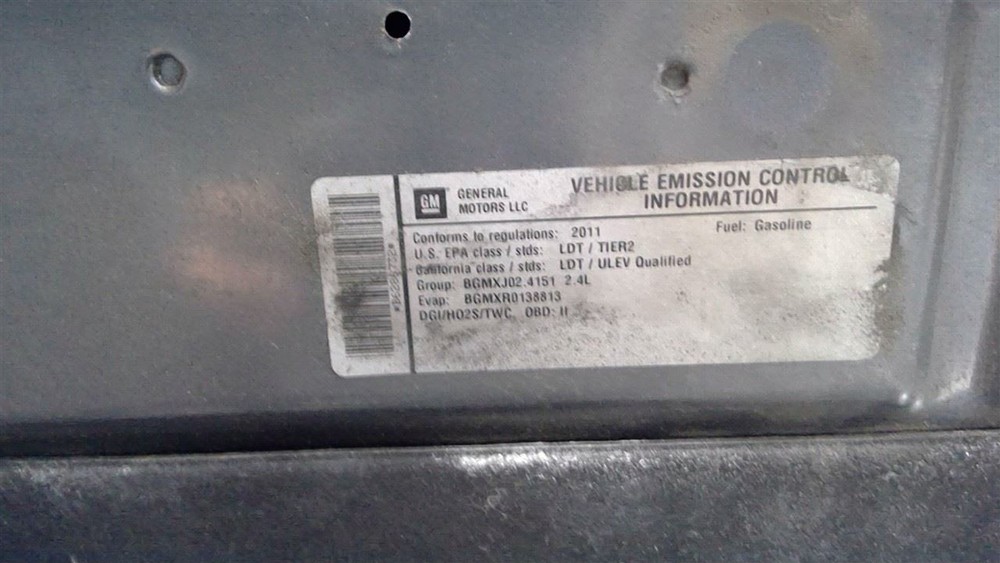 GM
GENERAL
MOTORS LLC
VEHICLE EMISSION CONTROL
INFORMATION
Conforms to regulations: 2011
Fuel: Gasoline
U.S. EPA class / stds: LDT / TIER2
California class / stds: LDT / ULEV Qualified
Group: BGMXJ02.4151 2.4L
Evap: BGMXR0138813
DGI/HO2S/TWC, OBD: II